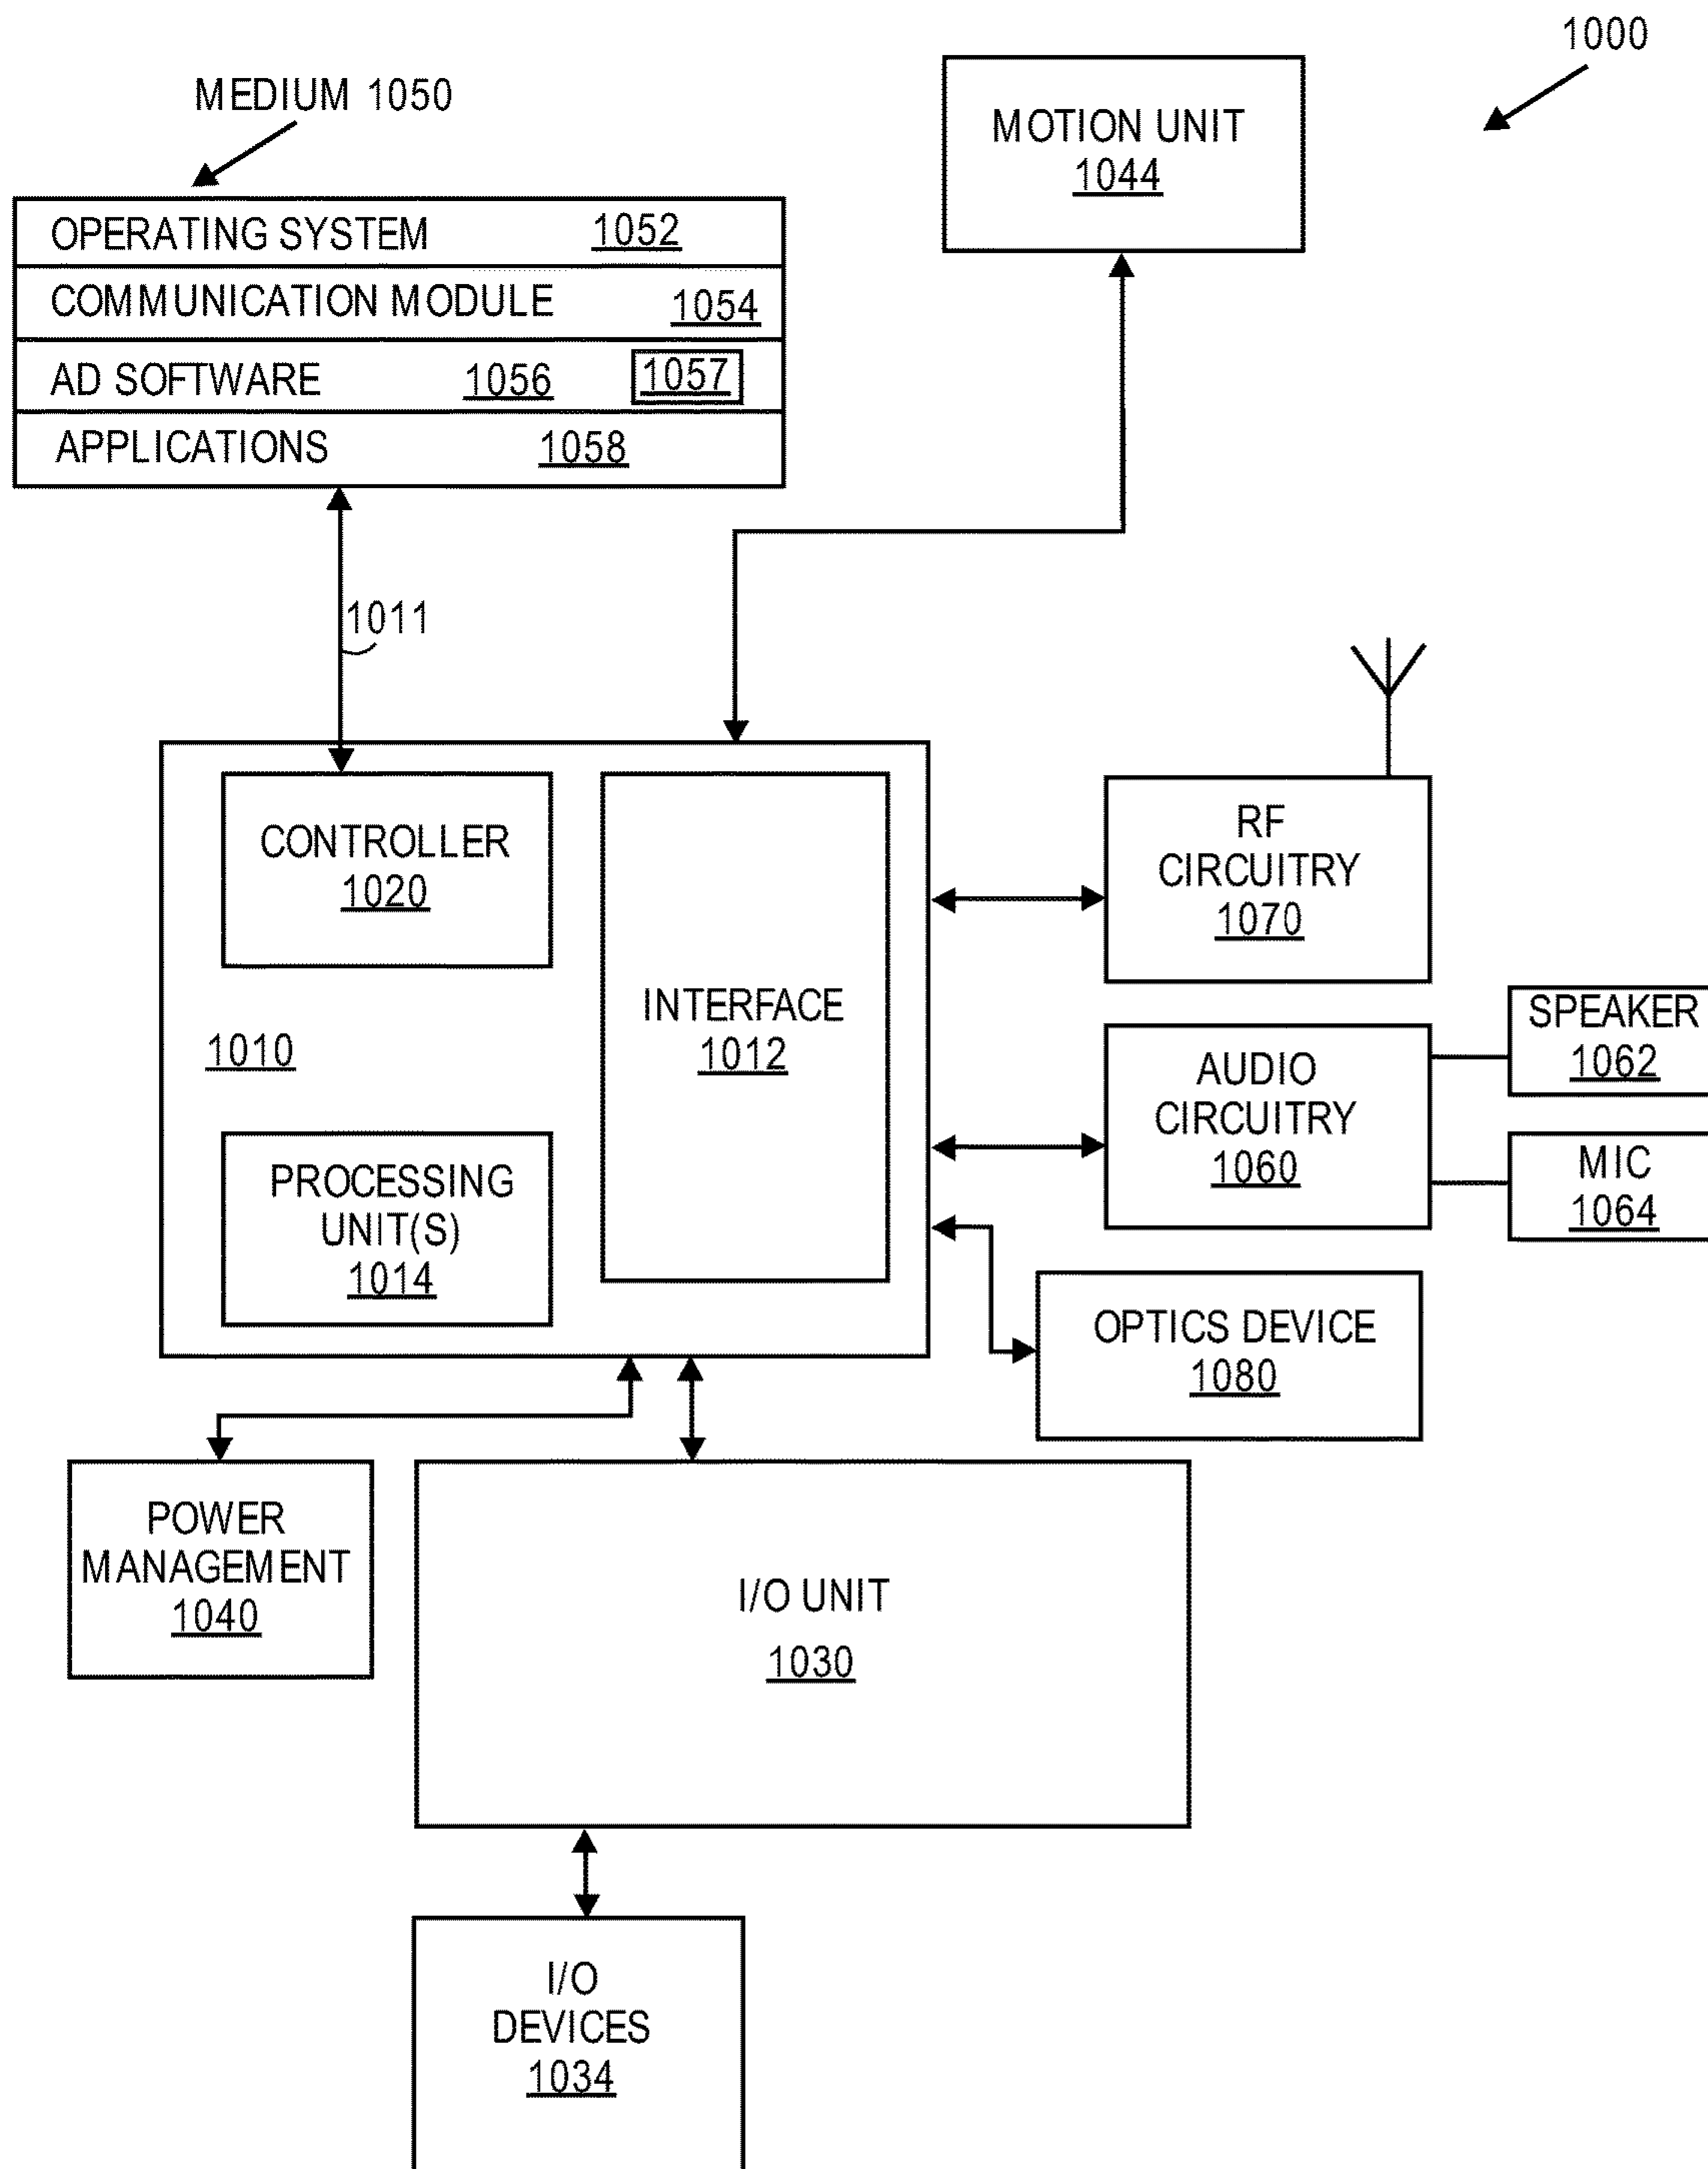 1000
MEDIUM 1050
MOTION UNIT
1044
OPERATING SYSTEM 1052
COMMUNICATION MODULE 1054
AD SOFTWARE 1056 1057
APPLICATIONS 1058
1011
CONTROLLER
1020
INTERFACE
1012
1010
PROCESSING
UNIT(S)
1014
RF
CIRCUITRY
1070
AUDIO
CIRCUITRY
1060
SPEAKER
1062
MIC
1064
OPTICS DEVICE
1080
POWER
MANAGEMENT
1040
I/O UNIT
1030
I/O
DEVICES
1034